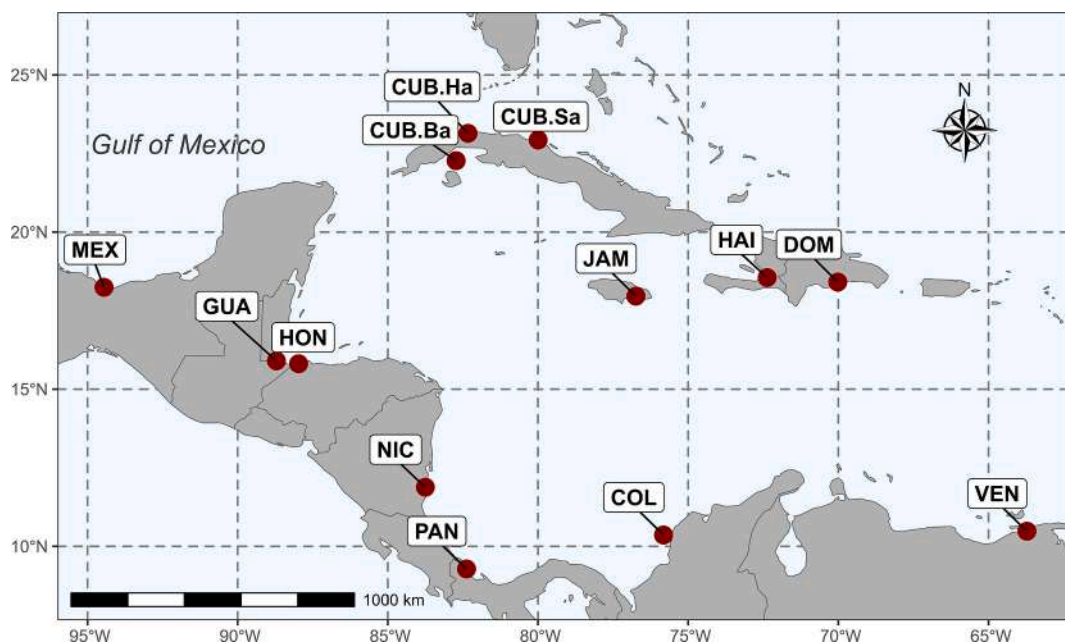 25°N
20°N
15°N
10°N
N
CUB.Ha
CUB.Sa
CUB.Ba
Gulf of Mexico
MEX
HAI
DOM
JAM
GUA
HON
NIC
COL
VEN
PAN
1000 km
95°W
90°W
85°W
80°W
75°W
70°W
65°W